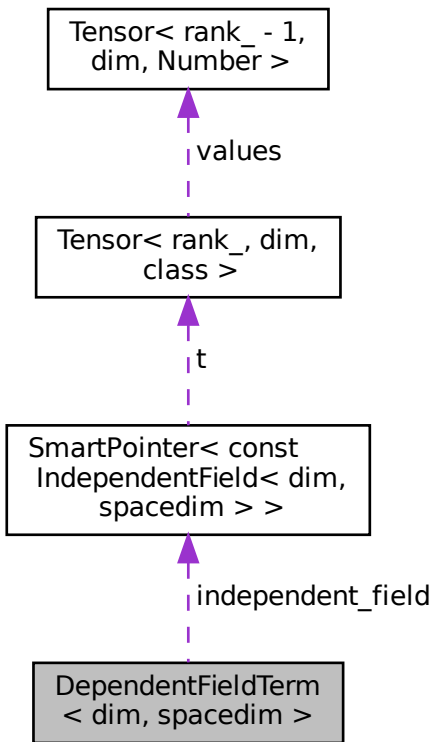 Tensor< rank_ - 1,
dim, Number >
values
Tensor< rank_, dim,
class >
t
SmartPointer< const
IndependentField< dim,
spacedim > >
independent_field
DependentFieldTerm
< dim, spacedim >